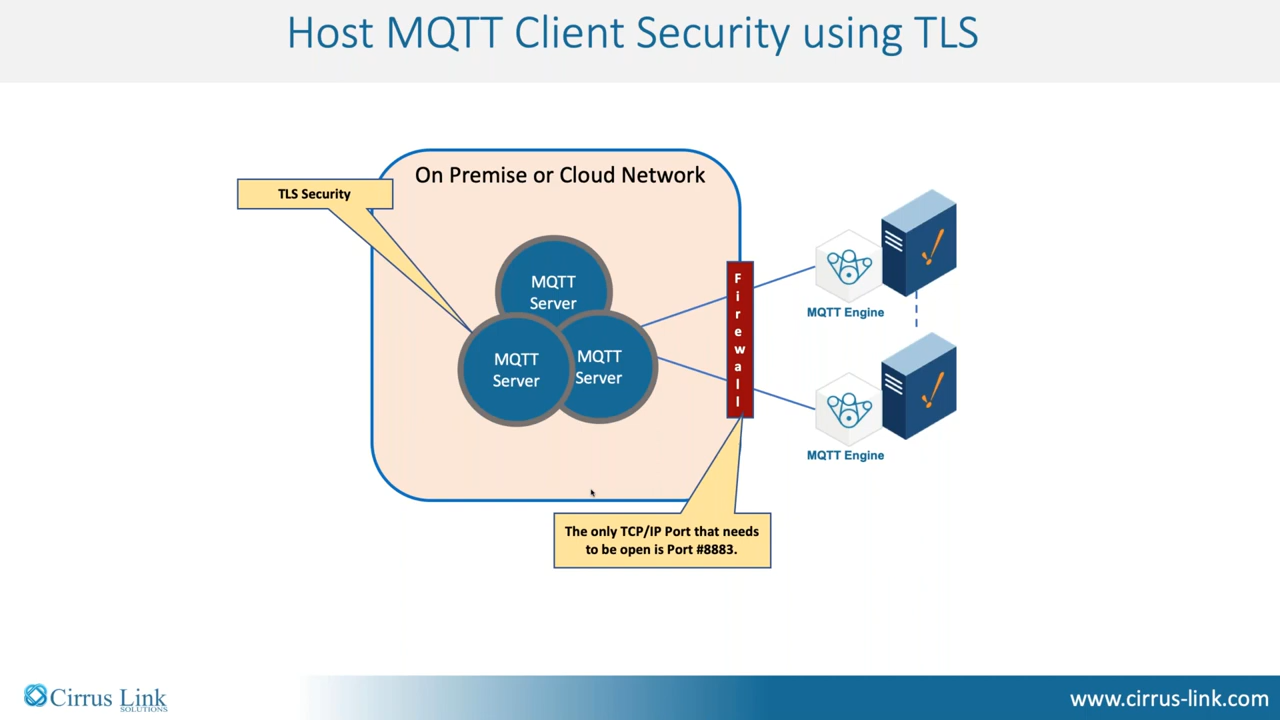 Host MQTT Client Security using TLS
On Premise or Cloud Network
TLS Security
MQTT
Server
MQTT
Server
MQTT
Server
Firewall
MQTT Engine
MQTT Engine
The only TCP/IP Port that needs
to be open is Port #8883.
Cirrus Link
SOLUTIONS
www.cirrus-link.com